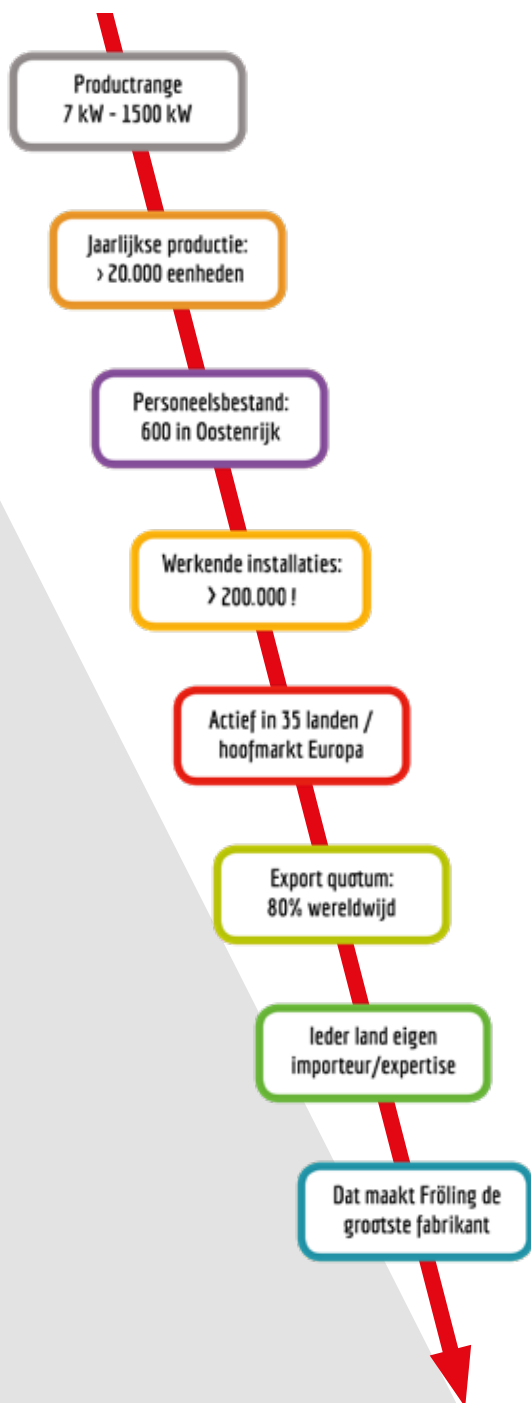 Productrange
7 kW - 1500 kW
Jaarlijkse productie:
> 20.000 eenheden
Personeelsbestand:
600 in Oostenrijk
Werkende installaties:
> 200.000 !
Actief in 35 landen /
hoofmarkt Europa
Export quotum:
80% wereldwijd
Ieder land eigen
importeur/expertise
Dat maakt Fröling de
grootste fabrikant